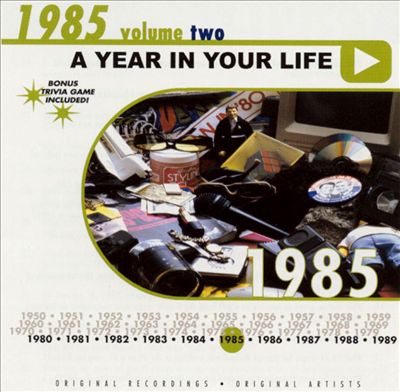 1985 volume two
A YEAR IN YOUR LIFE
BONUS
TRIVIA GAME
INCLUDED!
STYLING
1985
1950 • 1951 • 1952 • 1953 • 1954 • 1955 • 1956 • 1957 • 1958 • 1959
1960 • 1961 • 1962 • 1963 • 1964 • 1965 • 1966 • 1967 • 1968 • 1969
1970 • 1971 • 1972 • 1973 • 1974 • 1975 • 1976 • 1977 • 1978 • 1979
1980 • 1981 • 1982 • 1983 • 1984 • 1985 • 1986 • 1987 • 1988 • 1989
ORIGINAL RECORDINGS • ORIGINAL ARTISTS